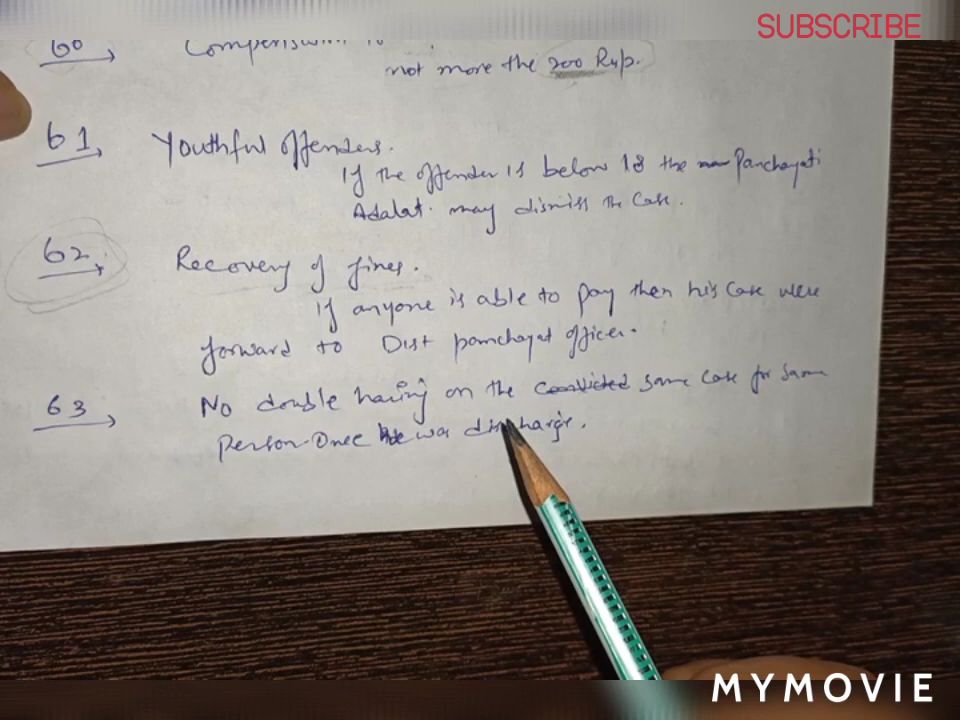 SUBSCRIBE
60 →
not more the 200 Rup.
61 → Youthful offenders.
If the offender is below 18 the Panchayati
Adalat. may dismiss the Case.
62 → Recovery of fines.
If anyone is able to pay then his case were
forward to Dist panchayat officer.
63 → No double having on the convicted same case for same
person. Once he was discharge.
MYMOVIE